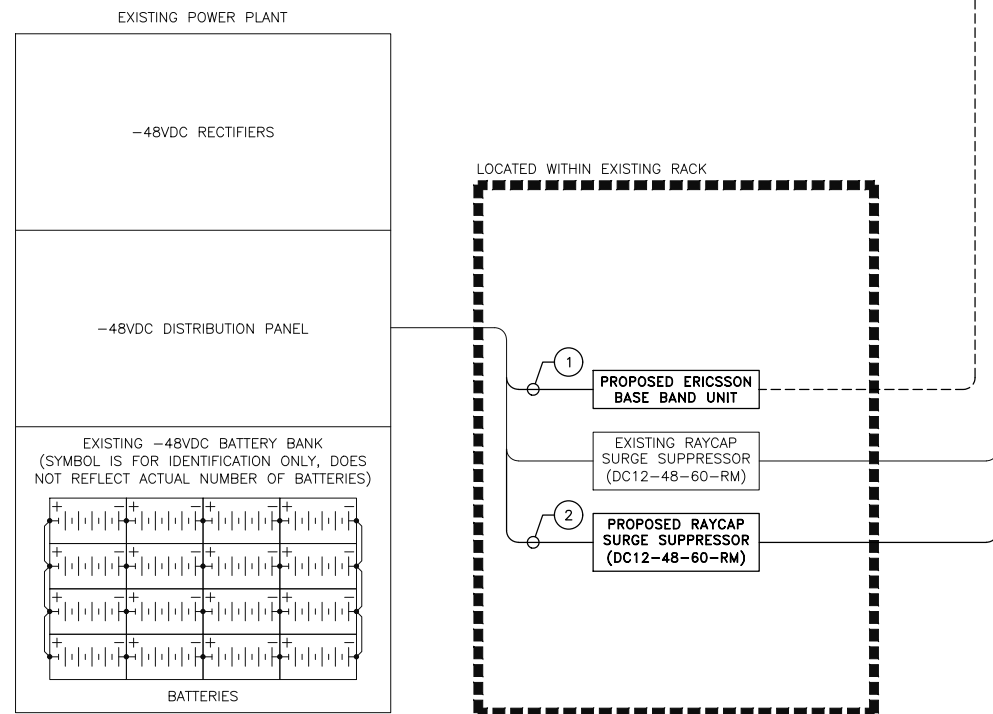 EXISTING POWER PLANT
-48VDC RECTIFIERS
LOCATED WITHIN EXISTING RACK
-48VDC DISTRIBUTION PANEL
1
PROPOSED ERICSSON
BASE BAND UNIT
EXISTING RAYCAP
SURGE SUPPRESSOR
(DC12-48-60-RM)
2
PROPOSED RAYCAP
SURGE SUPPRESSOR
(DC12-48-60-RM)
EXISTING -48VDC BATTERY BANK
(SYMBOL IS FOR IDENTIFICATION ONLY, DOES
NOT REFLECT ACTUAL NUMBER OF BATTERIES)
+ - + - + - + -
+ - + - + - + -
+ - + - + - + -
+ - + - + - + -
BATTERIES